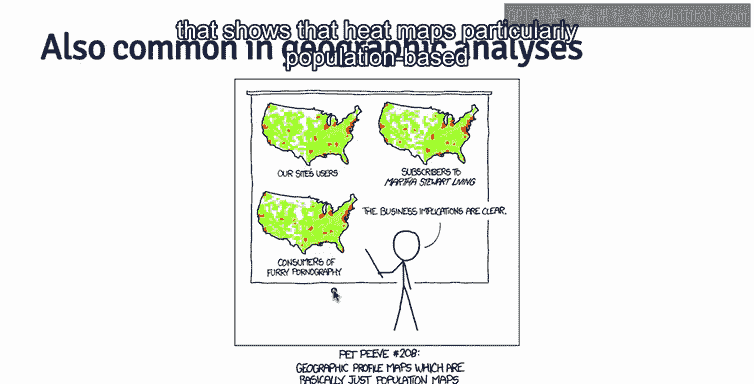 that shows that heat maps particularly
population-based
Also common in geographic analyses
OUR SITE'S USERS
SUBSCRIBERS TO
MARTHA STEWART LIVING
THE BUSINESS IMPLICATIONS ARE CLEAR.
CONSUMERS OF
FURRY PORNOGRAPHY
PET PEEVE #208:
GEOGRAPHIC PROFILE MAPS WHICH ARE
BASICALLY JUST POPULATION MAPS